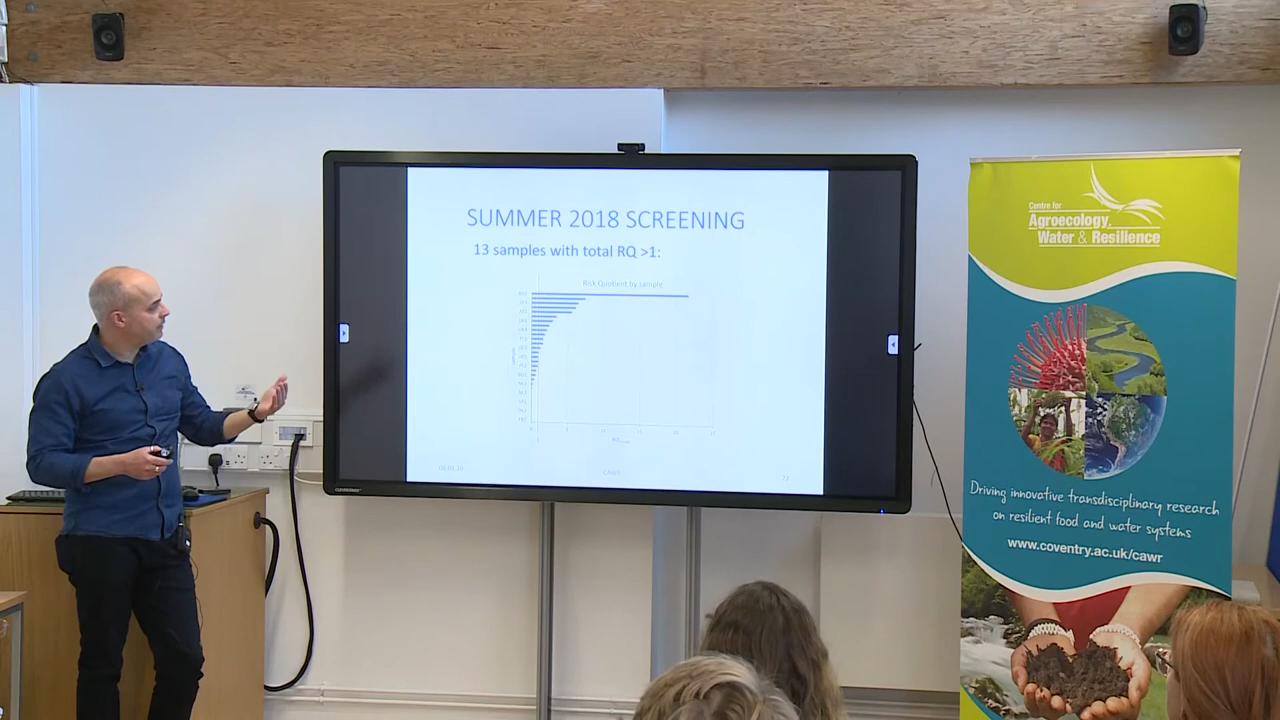 SUMMER 2018 SCREENING
13 samples with total RQ >1:
Risk Quotient by sample
CAWR
72
Centre for
Agroecology,
Water & Resilience
Driving innovative transdisciplinary research
on resilient food and water systems
www.coventry.ac.uk/cawr